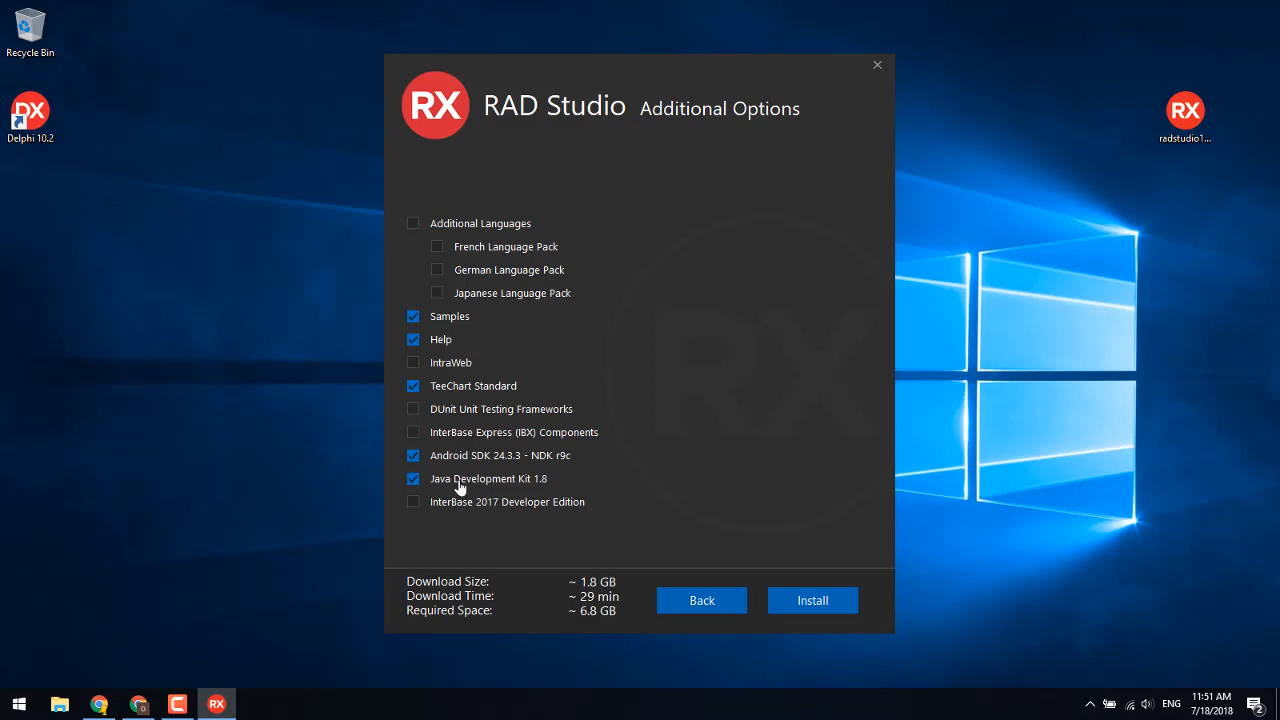 Recycle Bin
DX
Delphi 10.2
RX
radstudio1...
RX
RAD Studio Additional Options
Additional Languages
French Language Pack
German Language Pack
Japanese Language Pack
Samples
Help
IntraWeb
TeeChart Standard
DUnit Unit Testing Frameworks
InterBase Express (IBX) Components
Android SDK 24.3.3 - NDK r9c
Java Development Kit 1.8
InterBase 2017 Developer Edition
RX
Download Size: ~ 1.8 GB
Download Time: ~ 29 min
Required Space: ~ 6.8 GB
Back
Install
RX
ENG
11:51 AM
7/18/2018
2